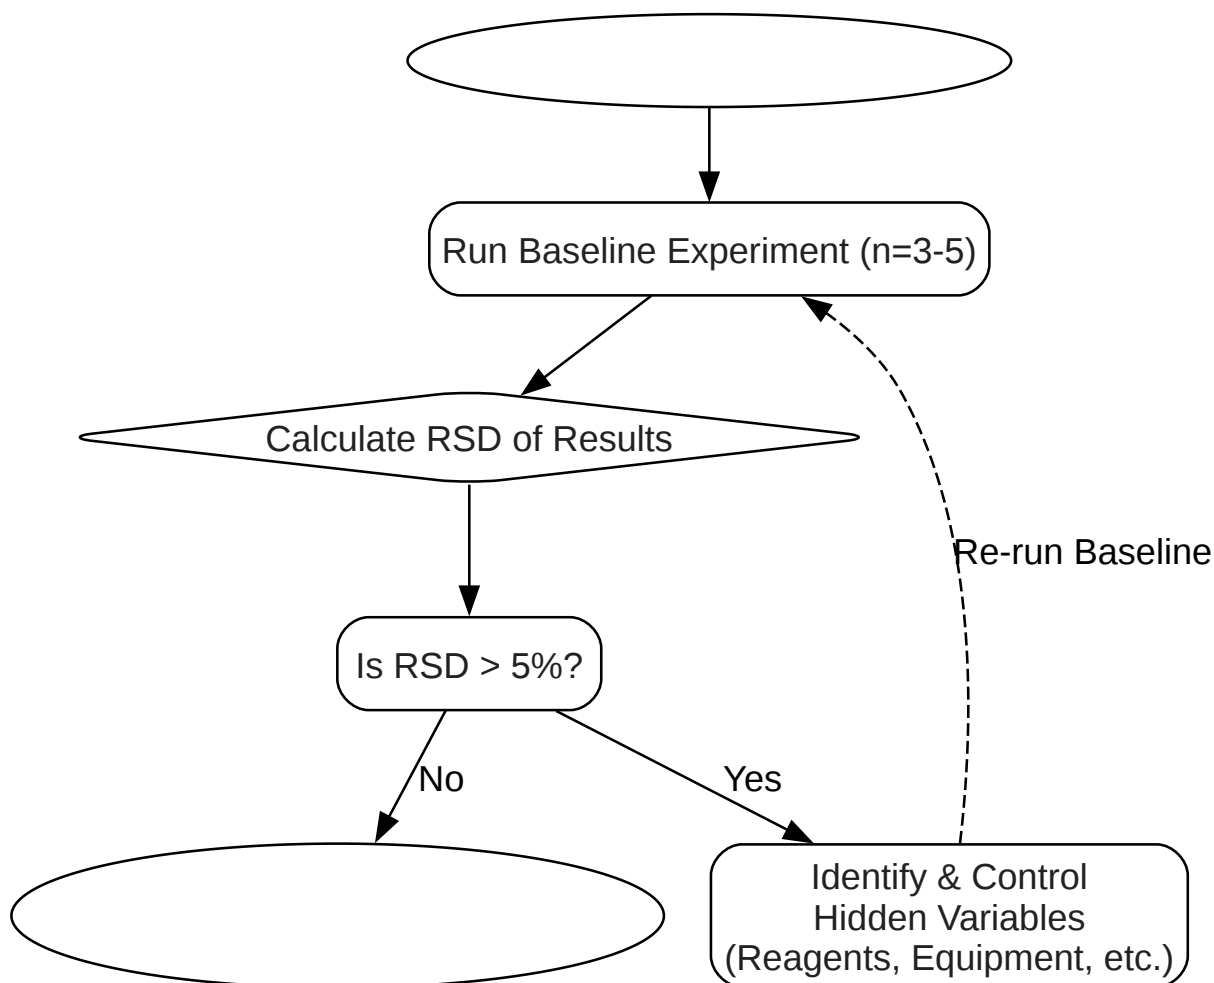 Run Baseline Experiment (n=3-5)
Calculate RSD of Results
Re-run Baseline
Is RSD > 5%?
No
Yes
Identify & Control
Hidden Variables
(Reagents, Equipment, etc.)